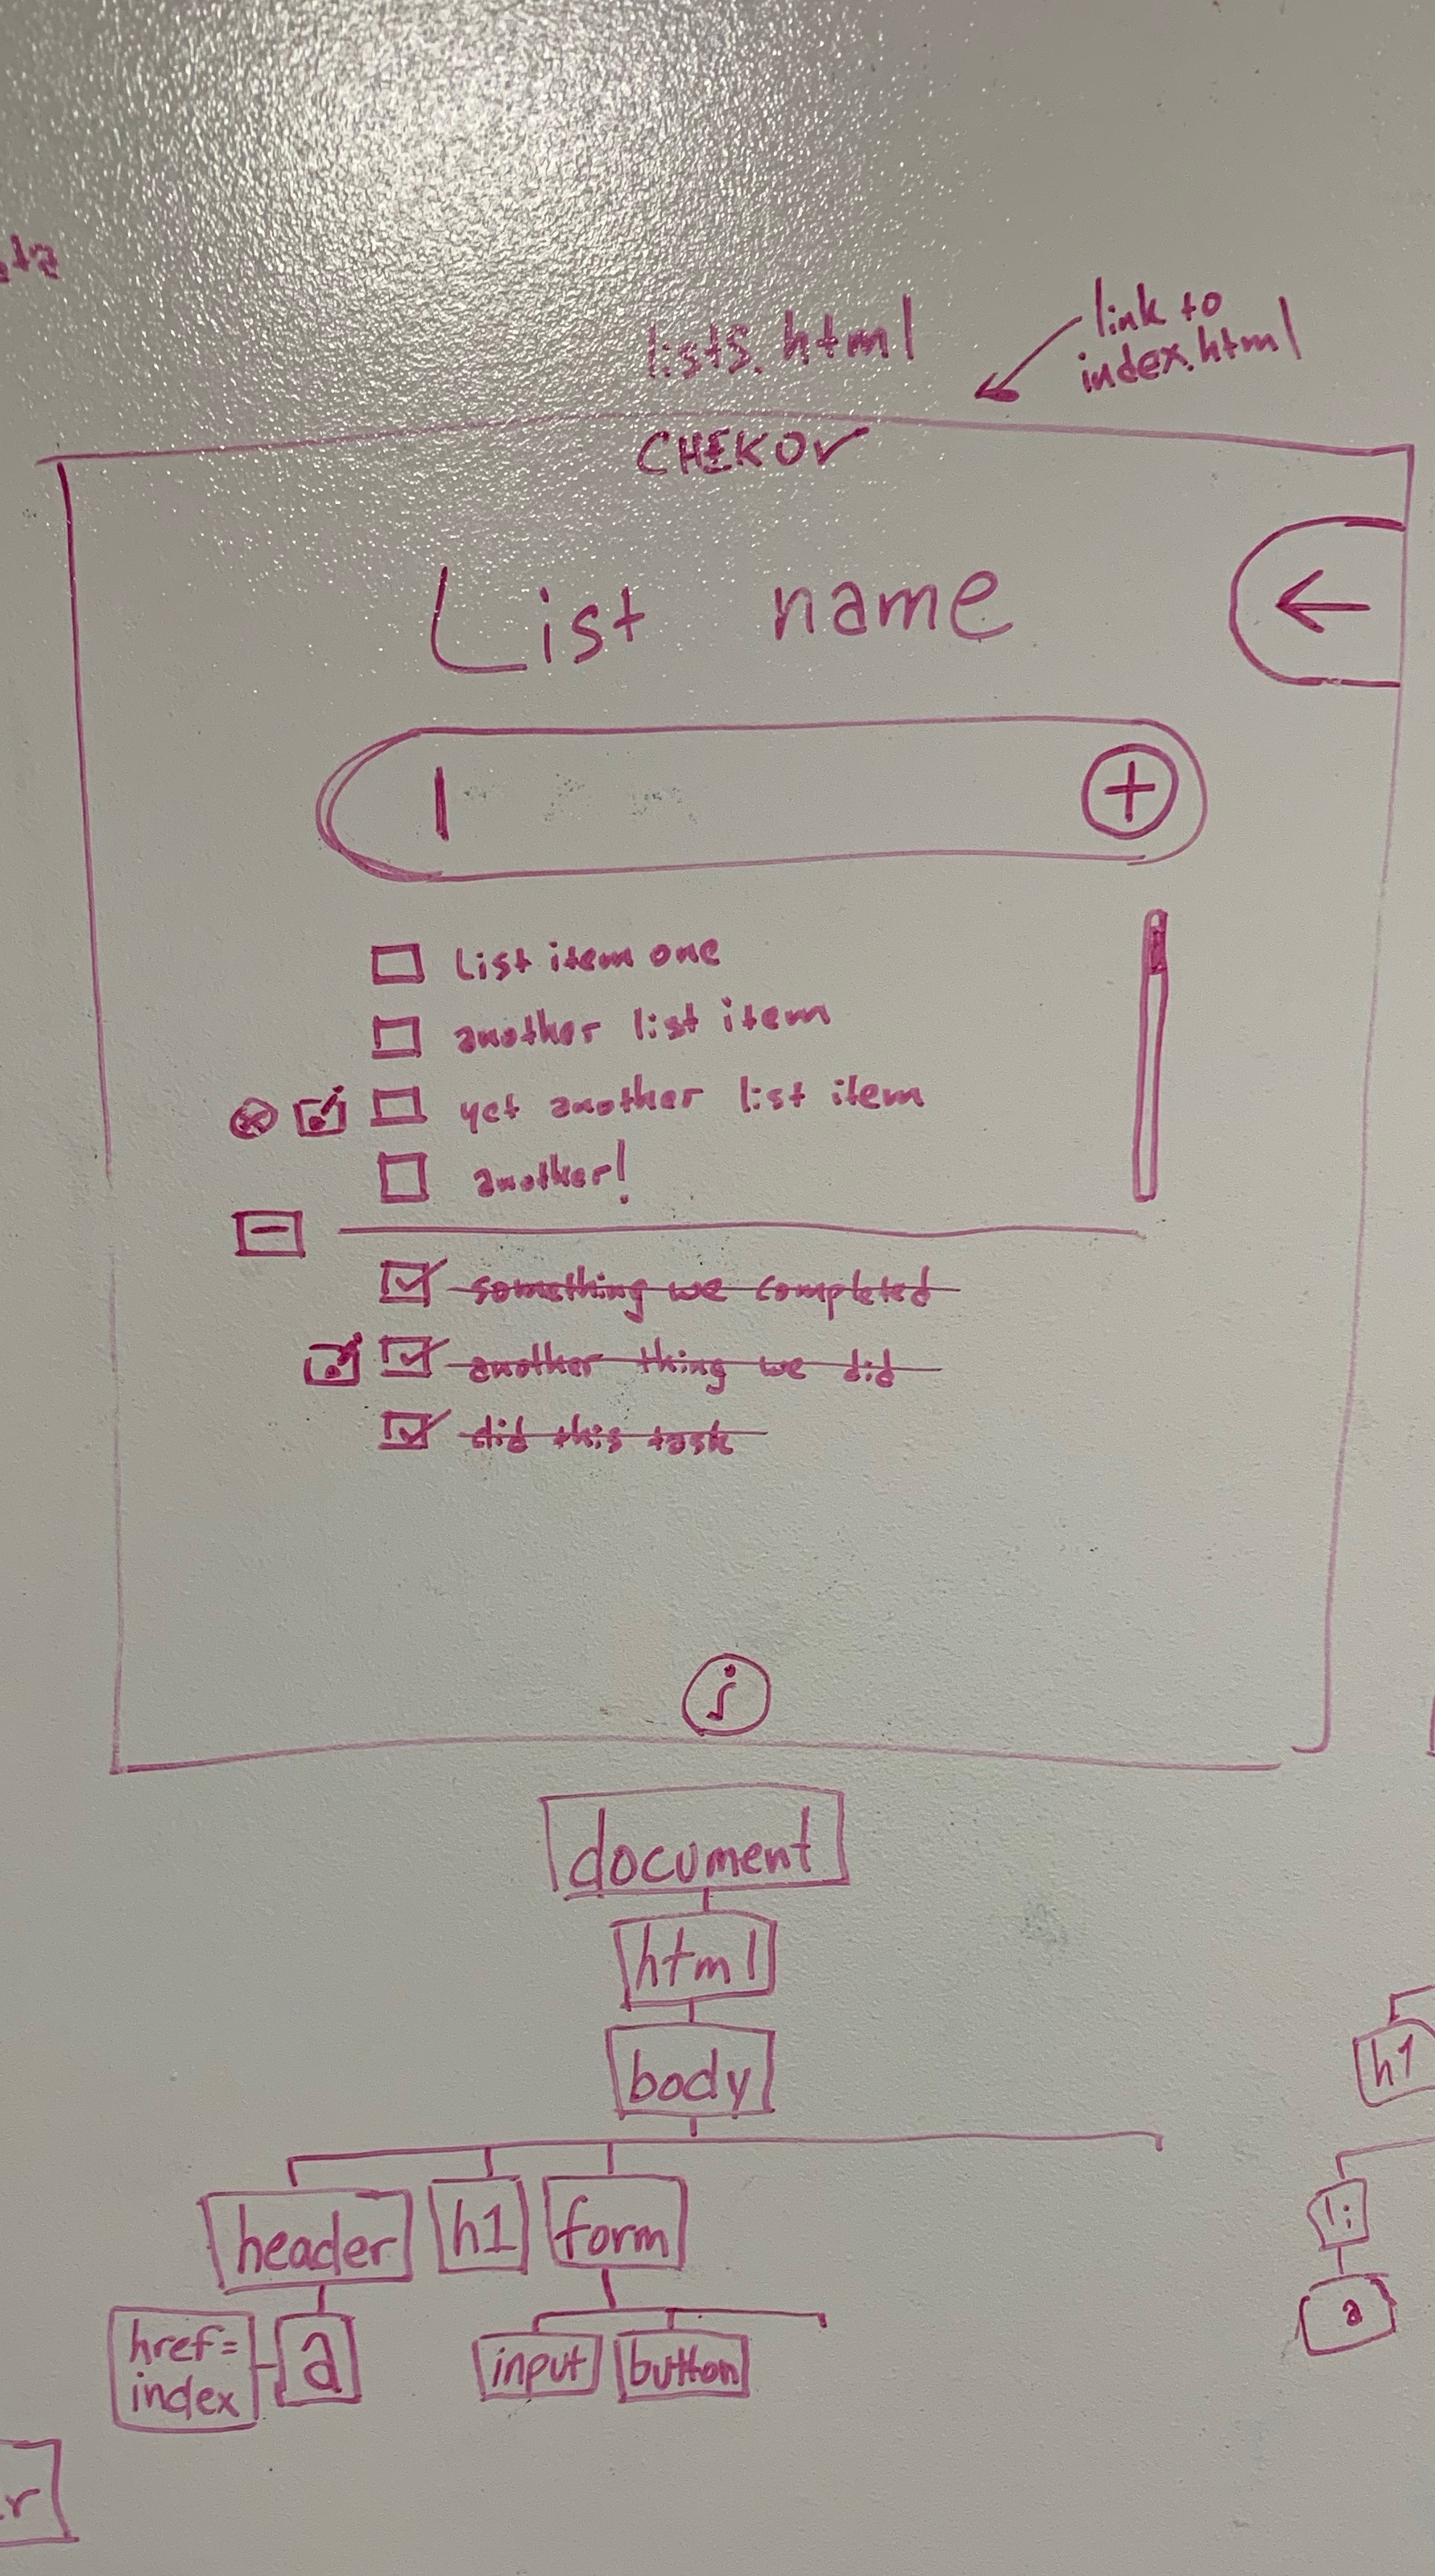 lists.html
link to
index.html
CHEKOV
List name
+
List item one
another list item
yet another list item
another!
something we completed
another thing we did
did this task
i
document
html
body
header h1 form
href=
index
a
input button
h1
li
a